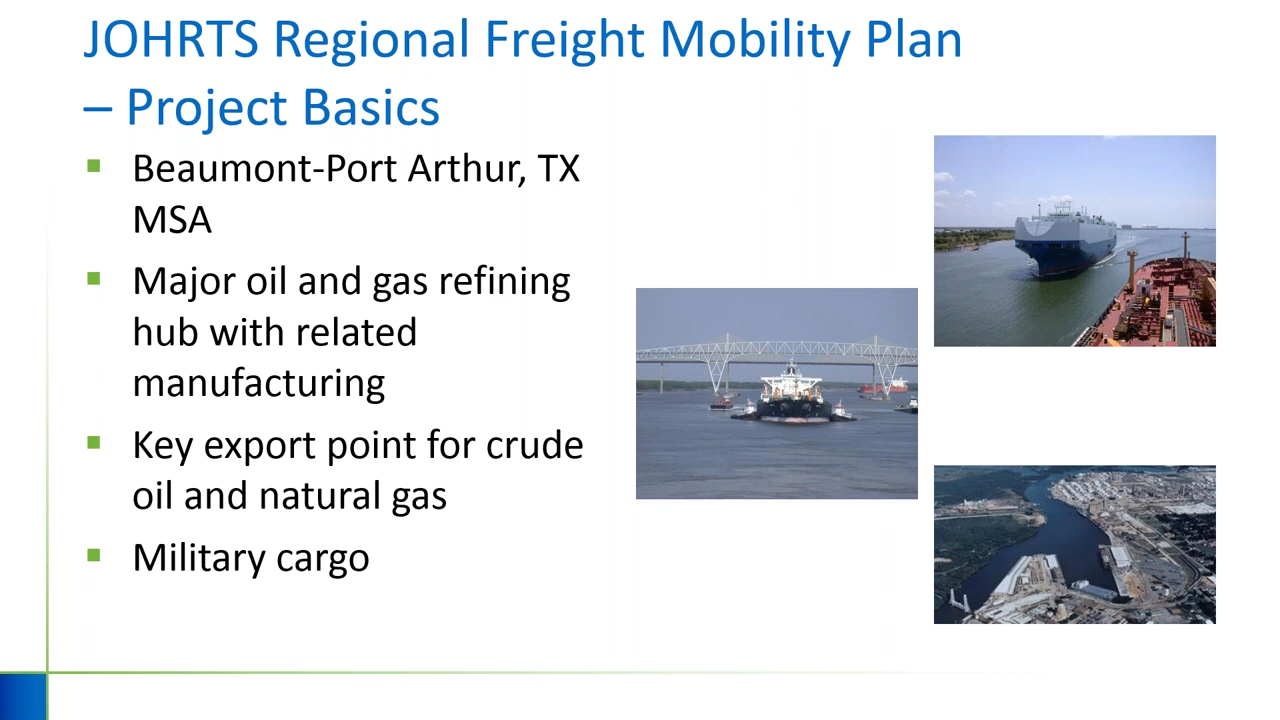 JOHRTS Regional Freight Mobility Plan
– Project Basics
▪ Beaumont-Port Arthur, TX
MSA
▪ Major oil and gas refining
hub with related
manufacturing
▪ Key export point for crude
oil and natural gas
▪ Military cargo